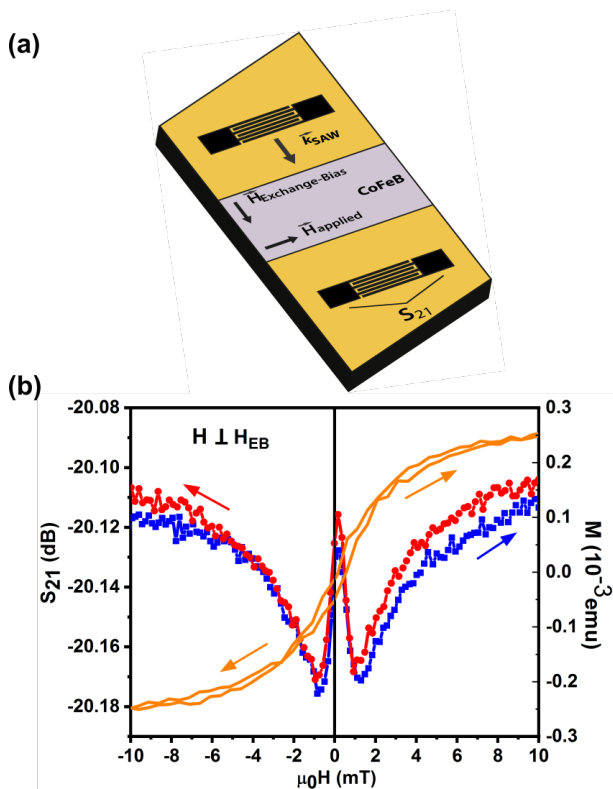 (a)
k SAW
H Exchange-Bias
CoFeB
H applied
S21
(b)
H ⊥ HEB
-20.08
-20.10
-20.12
-20.14
-20.16
-20.18
S21 (dB)
0.3
0.2
0.1
0.0
-0.1
-0.2
-0.3
M (10⁻³emu)
-10 -8 -6 -4 -2 0 2 4 6 8 10
μ0H (mT)